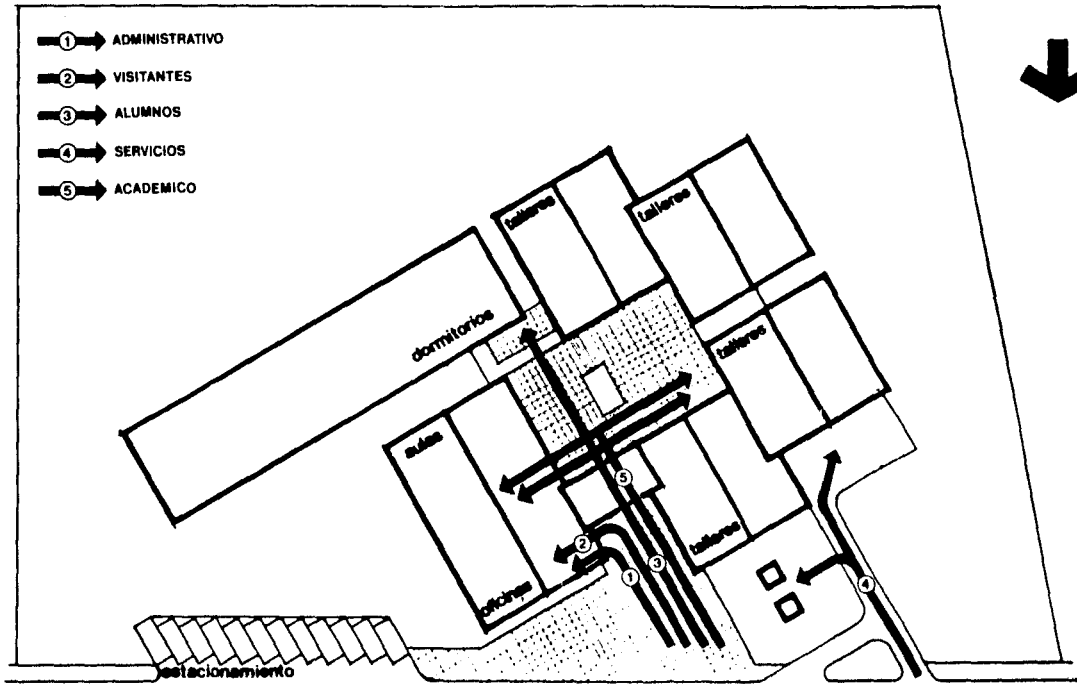 1 ADMINISTRATIVO
2 VISITANTES
3 ALUMNOS
4 SERVICIOS
5 ACADEMICO
talleres
talleres
dormitorios
talleres
aulas
5
talleres
2
1
3
oficinas
4
estacionamiento